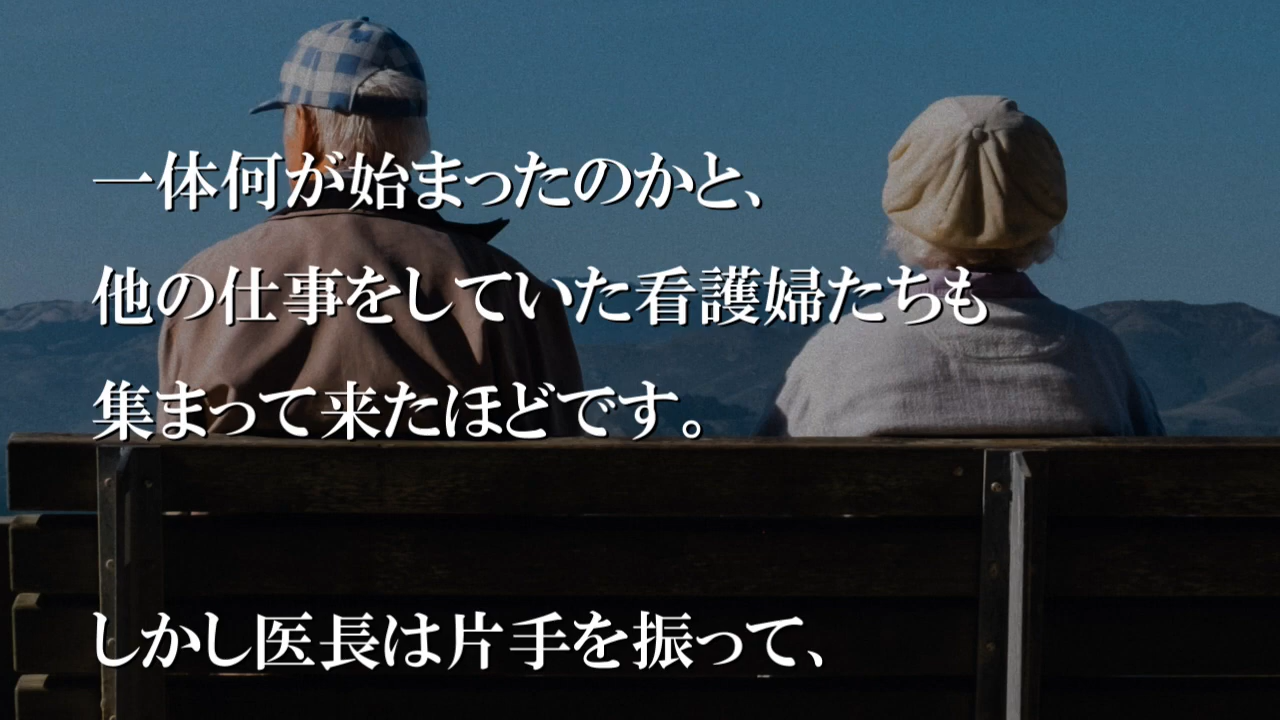 一体何が始まったのかと、
他の仕事をしていた看護婦たちも
集まって来たほどです。
しかし医長は片手を振って、